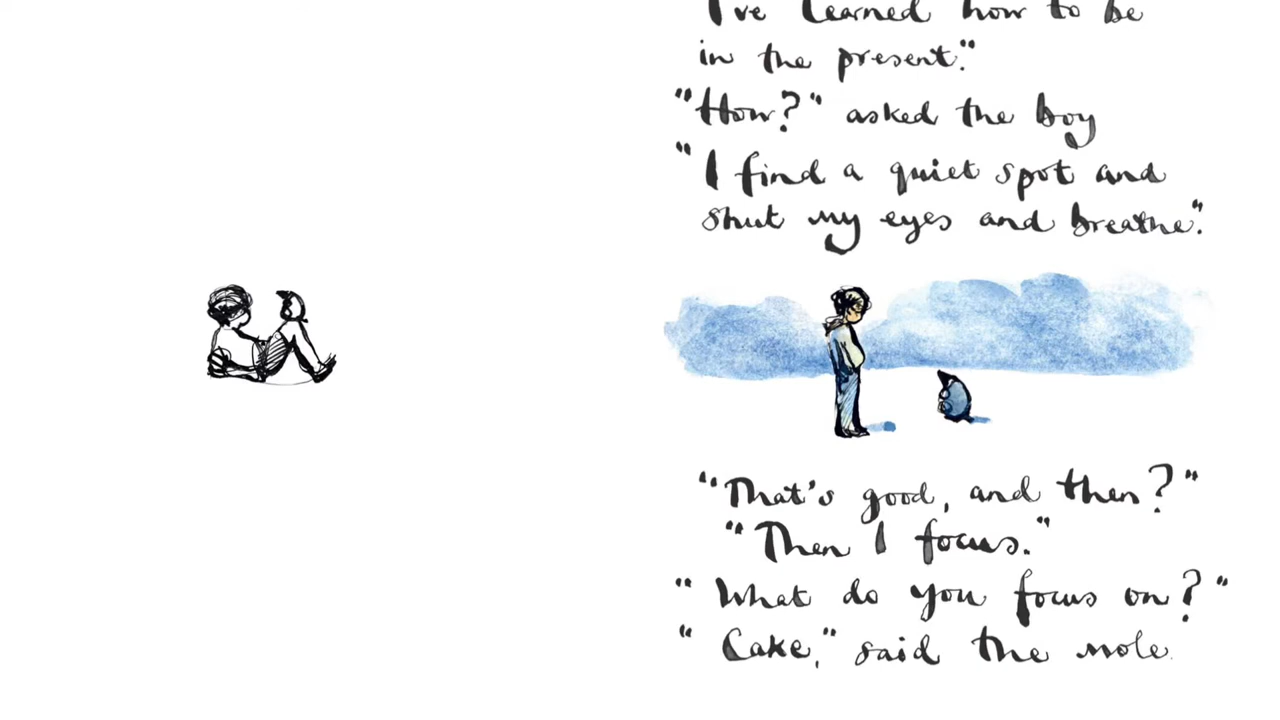 I've learned how to be
in the present."
"How?" asked the boy
"I find a quiet spot and
shut my eyes and breathe."
"That's good, and then?"
"Then I focus."
"What do you focus on?"
"Cake," said the mole.